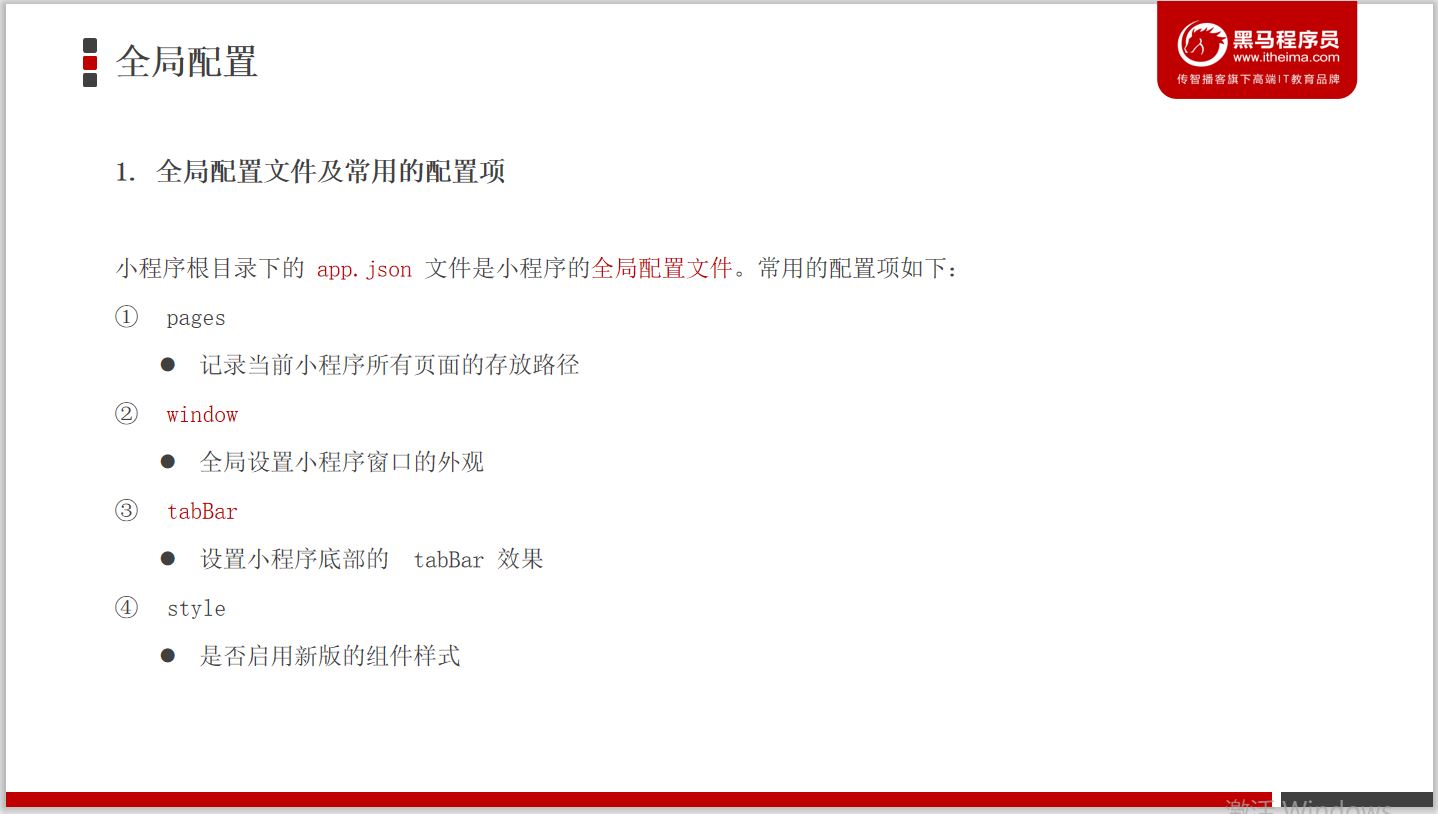 全局配置
黑马程序员
www.itheima.com
传智播客旗下高端IT教育品牌
1. 全局配置文件及常用的配置项
小程序根目录下的 app.json 文件是小程序的全局配置文件。常用的配置项如下：
① pages
● 记录当前小程序所有页面的存放路径
② window
● 全局设置小程序窗口的外观
③ tabBar
● 设置小程序底部的 tabBar 效果
④ style
● 是否启用新版的组件样式
激活 Windows